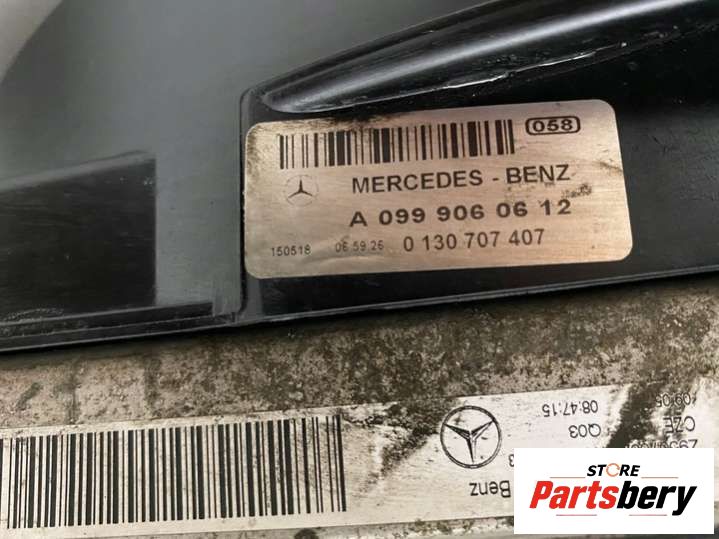 058
MERCEDES - BENZ
A 099 906 06 12
150518 06:59:26 0 130 707 407
08:47:15
Q03
CZE
Benz
STORE
Partsbery